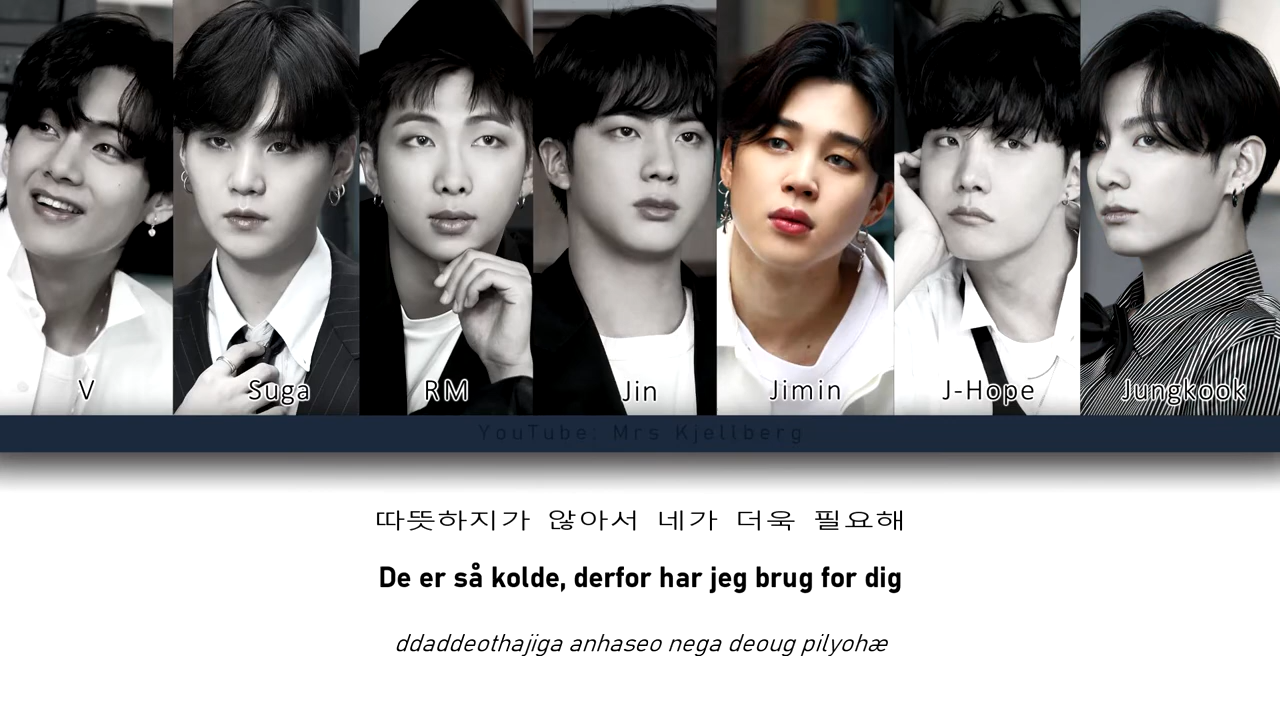 V Suga RM Jin Jimin J-Hope Jungkook
YouTube: Mrs Kjellberg
따뜻하지가 않아서 네가 더욱 필요해
De er så kolde, derfor har jeg brug for dig
ddaddeothajiga anhaseo nega deoug pilyohæ